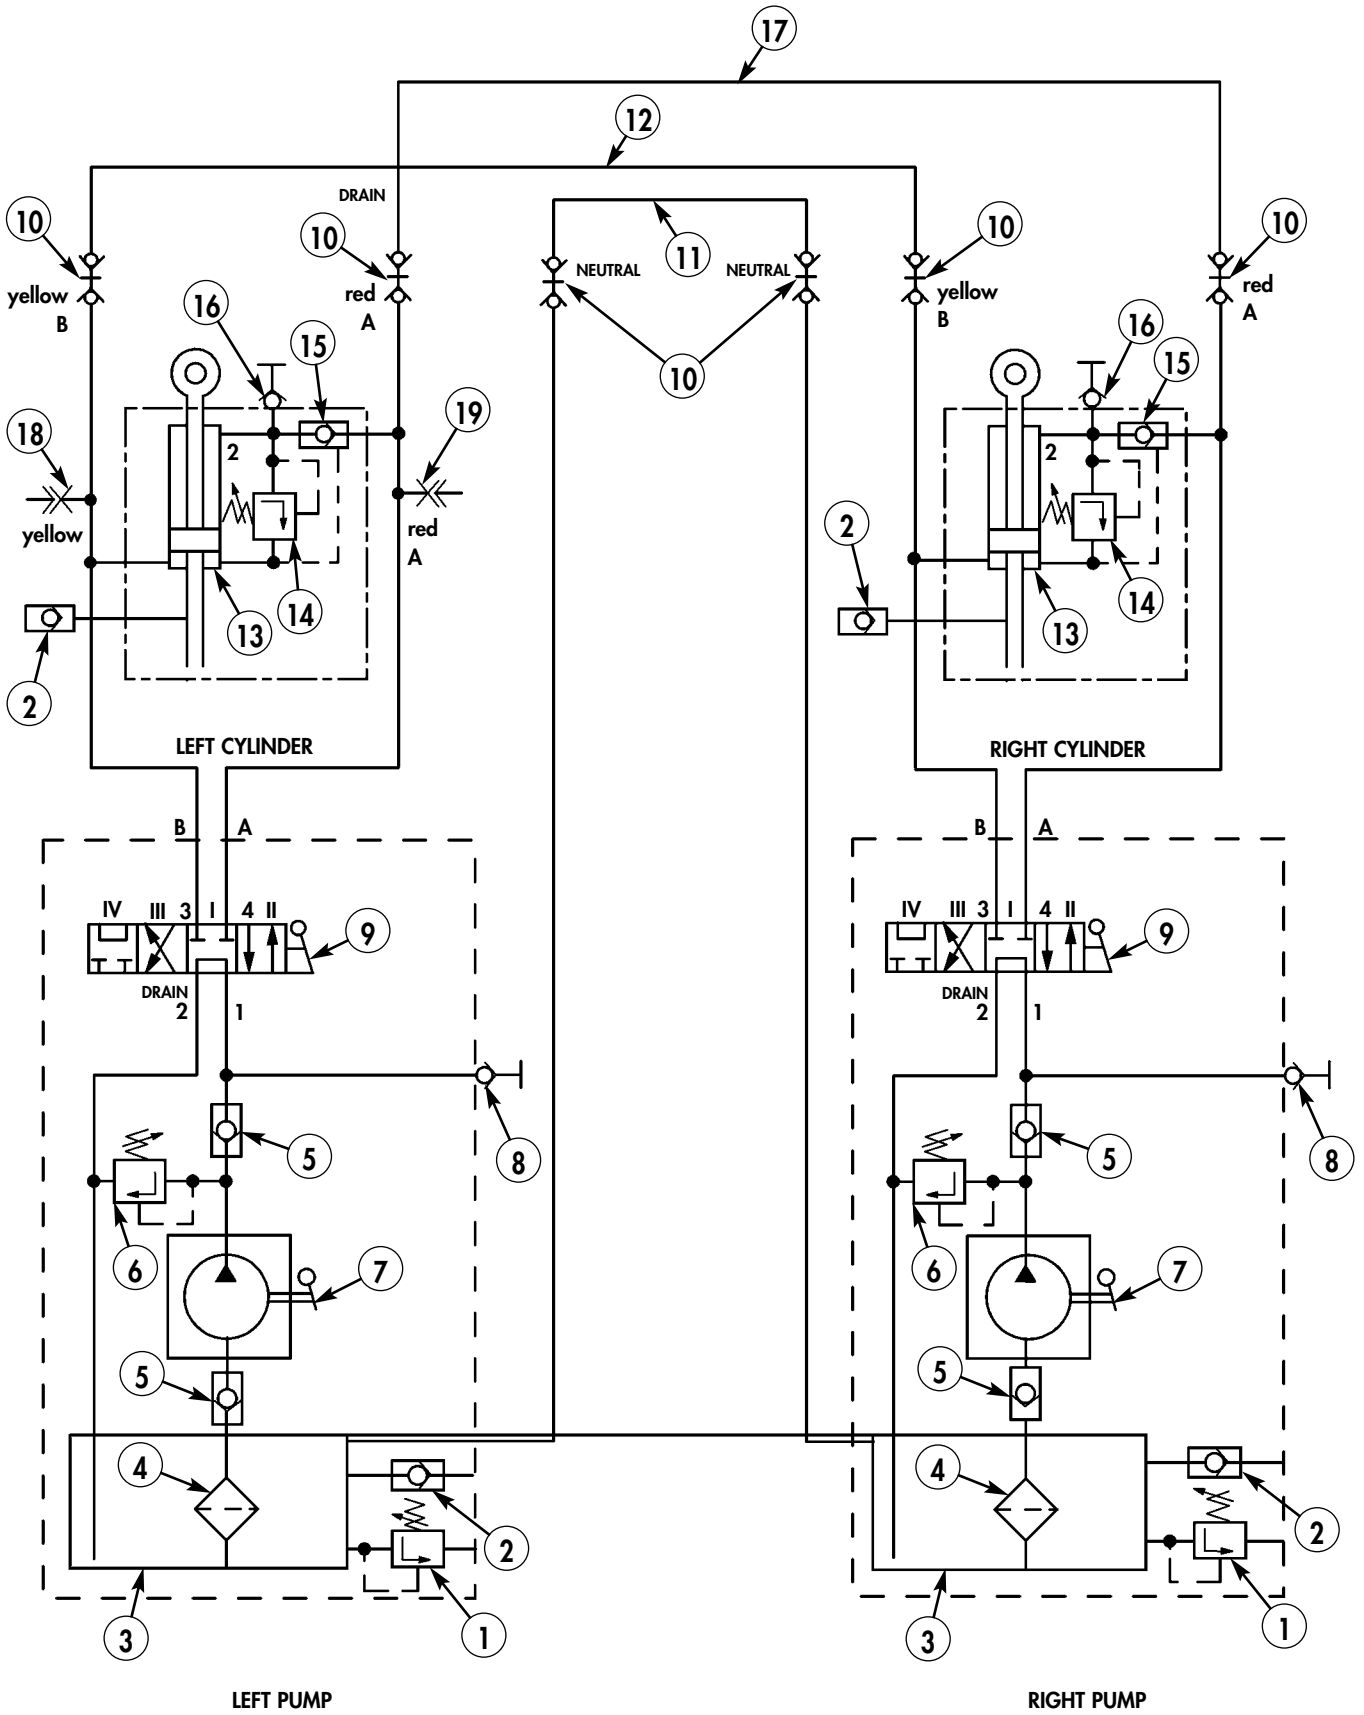 17
12
DRAIN
10
10
11
10
10
NEUTRAL
NEUTRAL
yellow
B
red
A
yellow
B
red
A
16
15
10
16
15
18
19
2
2
yellow
red
A
2
13
14
13
14
2
LEFT CYLINDER
RIGHT CYLINDER
B A
B A
IV III 3 I 4 II
9
IV III 3 I 4 II
9
DRAIN
2 1
DRAIN
2 1
5
8
5
8
6
7
6
7
5
5
4
2
4
2
3
1
3
1
LEFT PUMP
RIGHT PUMP